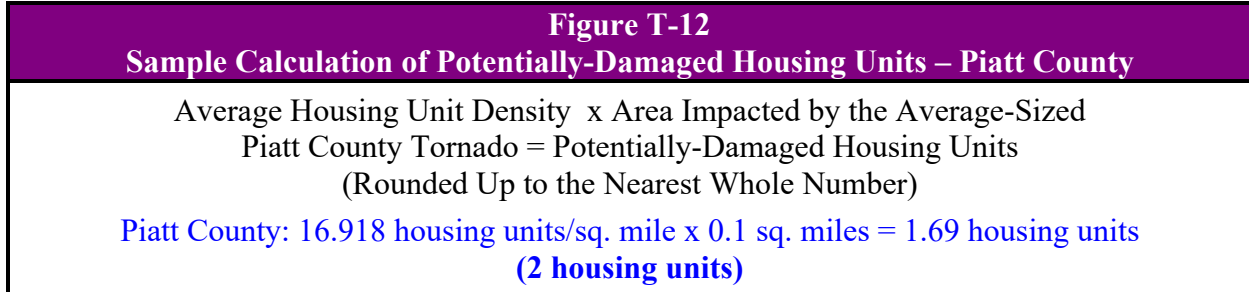 Figure T-12
Sample Calculation of Potentially-Damaged Housing Units – Piatt County
Average Housing Unit Density x Area Impacted by the Average-Sized
Piatt County Tornado = Potentially-Damaged Housing Units
(Rounded Up to the Nearest Whole Number)
Piatt County: 16.918 housing units/sq. mile x 0.1 sq. miles = 1.69 housing units
(2 housing units)